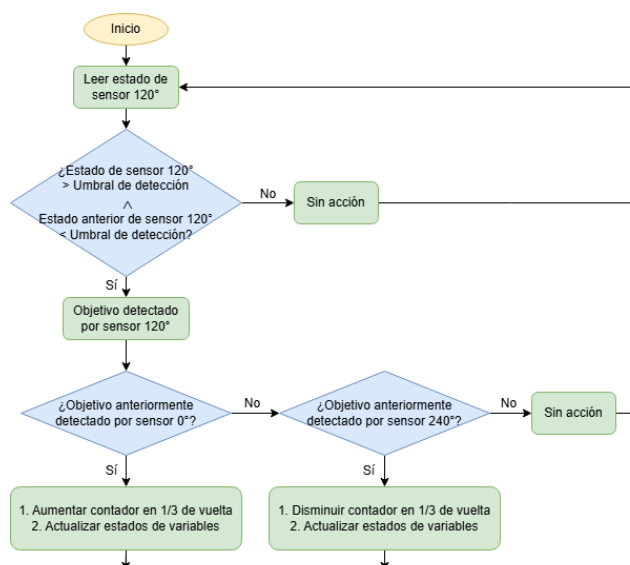 Inicio
Leer estado de
sensor 120°
¿Estado de sensor 120°
> Umbral de detección
^
Estado anterior de sensor 120°
< Umbral de detección?
No
Sin acción
Sí
Objetivo detectado
por sensor 120°
¿Objetivo anteriormente
detectado por sensor 0°?
No
¿Objetivo anteriormente
detectado por sensor 240°?
No
Sin acción
Sí
1. Aumentar contador en 1/3 de vuelta
2. Actualizar estados de variables
Sí
1. Disminuir contador en 1/3 de vuelta
2. Actualizar estados de variables